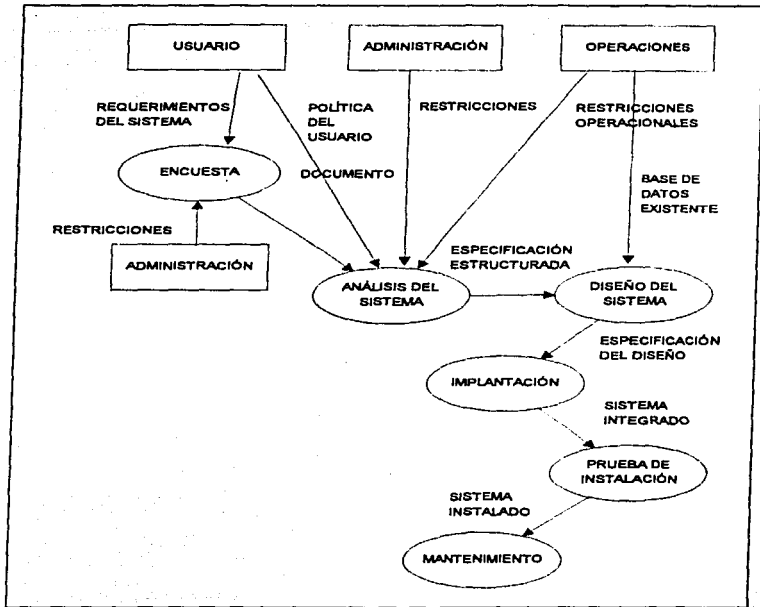 USUARIO
ADMINISTRACIÓN
OPERACIONES
REQUERIMIENTOS
DEL SISTEMA
POLÍTICA
DEL
USUARIO
RESTRICCIONES
RESTRICCIONES
OPERACIONALES
ENCUESTA
DOCUMENTO
BASE DE
DATOS
EXISTENTE
RESTRICCIONES
ADMINISTRACIÓN
ESPECIFICACIÓN
ESTRUCTURADA
ANÁLISIS DEL
SISTEMA
DISEÑO DEL
SISTEMA
ESPECIFICACIÓN
DEL DISEÑO
IMPLANTACIÓN
SISTEMA
INTEGRADO
PRUEBA DE
INSTALACIÓN
SISTEMA
INSTALADO
MANTENIMIENTO